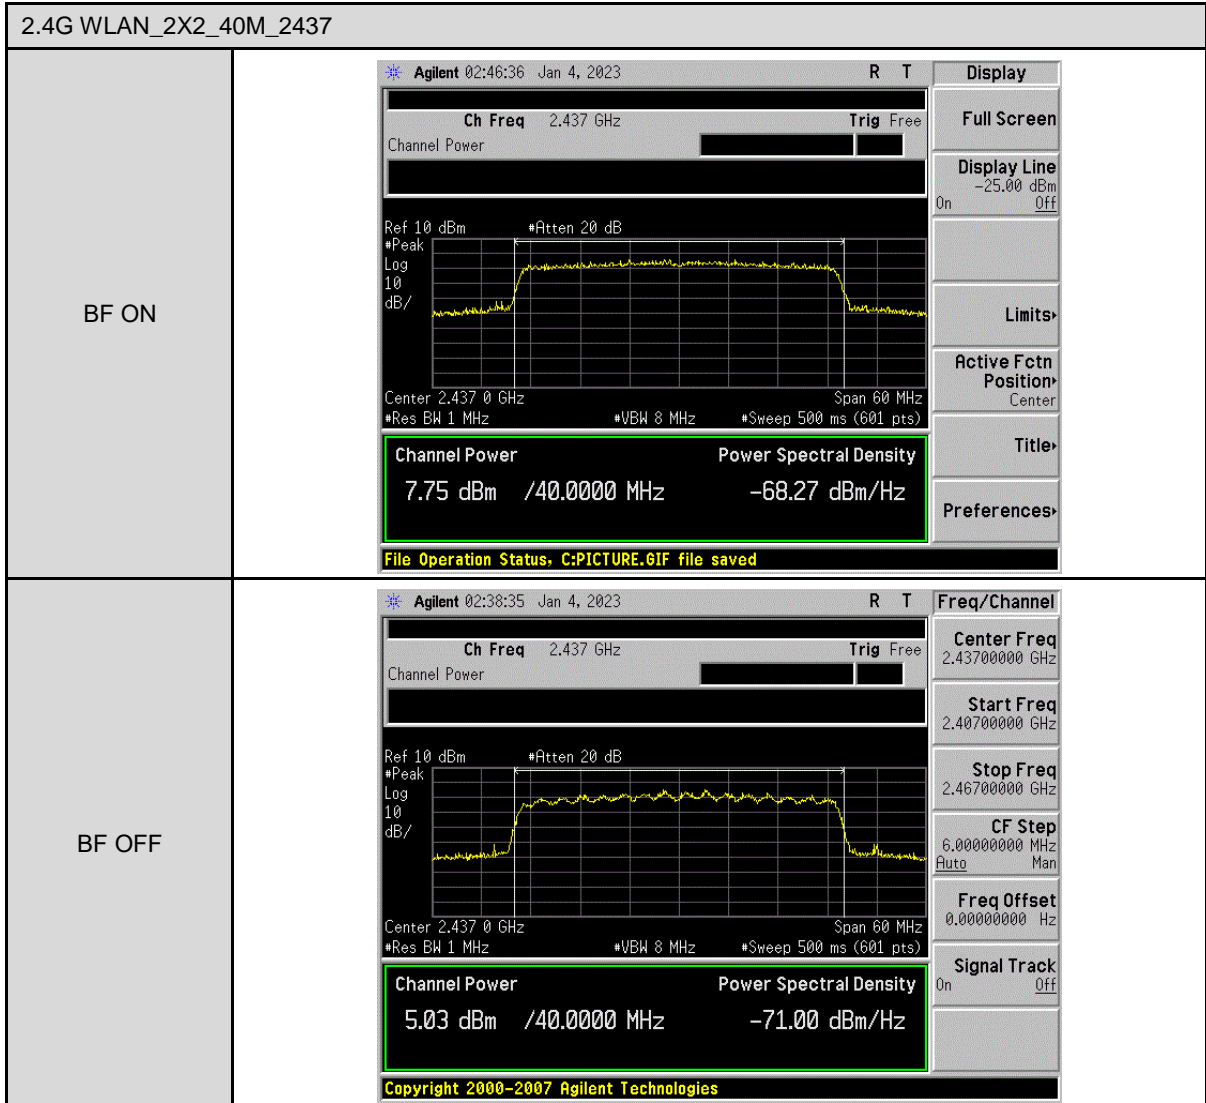 2.4G WLAN_2X2_40M_2437
BF ON
Agilent 02:46:36 Jan 4, 2023 R T
Display
Ch Freq 2.437 GHz Trig Free
Channel Power
Full Screen
Display Line
-25.00 dBm
On Off
Ref 10 dBm #Atten 20 dB
#Peak
Log
10
dB/
Limits
Active Fctn
Position
Center
Center 2.437 0 GHz Span 60 MHz
#Res BW 1 MHz #VBW 8 MHz #Sweep 500 ms (601 pts)
Title
Channel Power Power Spectral Density
7.75 dBm /40.0000 MHz -68.27 dBm/Hz
Preferences
File Operation Status, C:PICTURE.GIF file saved
BF OFF
Agilent 02:38:35 Jan 4, 2023 R T
Freq/Channel
Ch Freq 2.437 GHz Trig Free
Channel Power
Center Freq
2.43700000 GHz
Start Freq
2.40700000 GHz
Ref 10 dBm #Atten 20 dB
#Peak
Log
10
dB/
Stop Freq
2.46700000 GHz
CF Step
6.00000000 MHz
Auto Man
Freq Offset
0.00000000 Hz
Center 2.437 0 GHz Span 60 MHz
#Res BW 1 MHz #VBW 8 MHz #Sweep 500 ms (601 pts)
Signal Track
On Off
Channel Power Power Spectral Density
5.03 dBm /40.0000 MHz -71.00 dBm/Hz
Copyright 2000-2007 Agilent Technologies